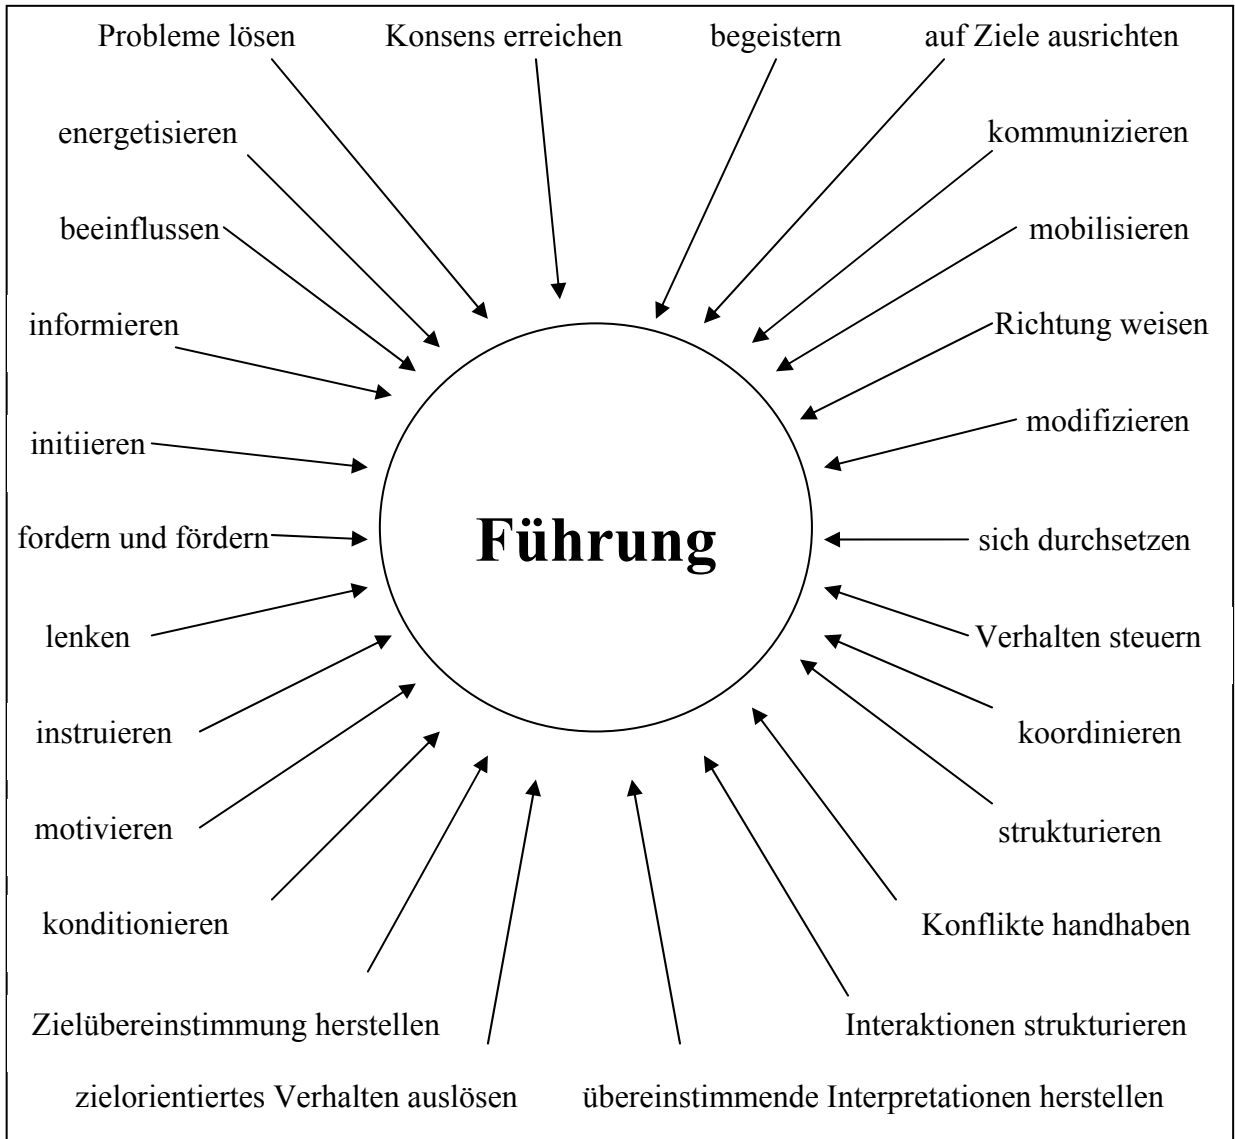 Probleme lösen Konsens erreichen begeistern auf Ziele ausrichten
energetisieren kommunizieren
beeinflussen mobilisieren
informieren Richtung weisen
initiieren modifizieren
fordern und fördern Führung sich durchsetzen
lenken Verhalten steuern
instruieren koordinieren
motivieren strukturieren
konditionieren Konflikte handhaben
Zielübereinstimmung herstellen Interaktionen strukturieren
zielorientiertes Verhalten auslösen übereinstimmende Interpretationen herstellen